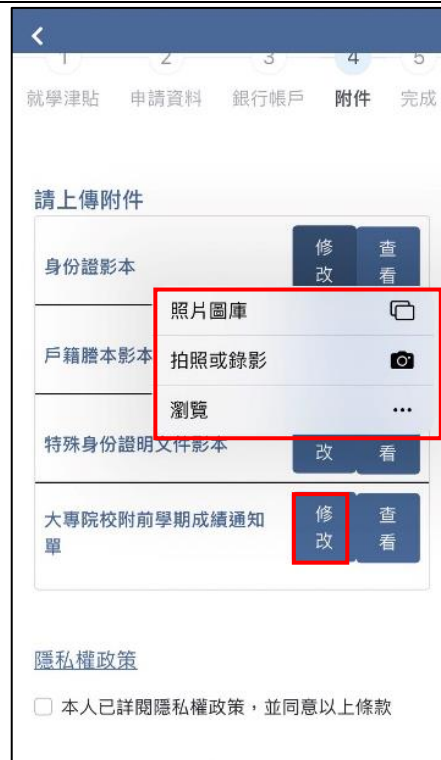 1 2 3 4 5
就學津貼 申請資料 銀行帳戶 附件 完成
請上傳附件
身份證影本 修改 查看
照片圖庫
戶籍謄本影本
拍照或錄影
瀏覽
特殊身份證明文件影本 改 看
大專院校附前學期成績通知單 修改 查看
隱私權政策
本人已詳閱隱私權政策，並同意以上條款